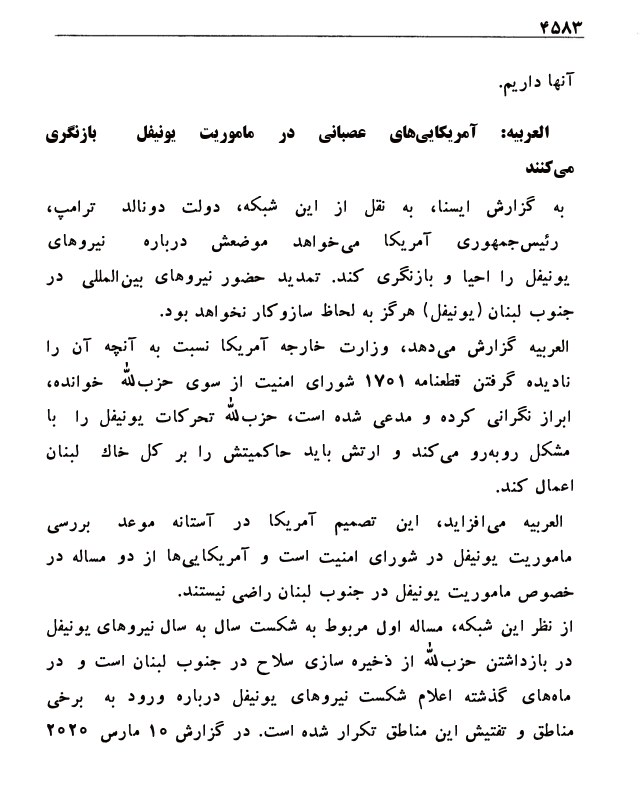 ۴۵۸۳
آنها داریم.
العربیه: آمریکایی‌های عصبانی در ماموریت یونیفل بازنگری
می‌کنند
به گزارش ایسنا، به نقل از این شبکه، دولت دونالد ترامپ،
رئیس‌جمهوری آمریکا می‌خواهد موضعش درباره نیروهای
یونیفل را احیا و بازنگری کند. تمدید حضور نیروهای بین‌المللی در
جنوب لبنان (یونیفل) هرگز به لحاظ سازوکار نخواهد بود.
العربیه گزارش می‌دهد، وزارت خارجه آمریکا نسبت به آنچه آن را
نادیده گرفتن قطعنامه ۱۷۰۱ شورای امنیت از سوی حزب‌الله خوانده،
ابراز نگرانی کرده و مدعی شده است، حزب‌الله تحرکات یونیفل را با
مشکل روبه‌رو می‌کند و ارتش باید حاکمیتش را بر کل خاك لبنان
اعمال کند.
العربیه می‌افزاید، این تصمیم آمریکا در آستانه موعد بررسی
ماموریت یونیفل در شورای امنیت است و آمریکایی‌ها از دو مساله در
خصوص ماموریت یونیفل در جنوب لبنان راضی نیستند.
از نظر این شبکه، مساله اول مربوط به شکست سال به سال نیروهای یونیفل
در بازداشتن حزب‌الله از ذخیره سازی سلاح در جنوب لبنان است و در
ماه‌های گذشته اعلام شکست نیروهای یونیفل درباره ورود به برخی
مناطق و تفتیش این مناطق تکرار شده است. در گزارش ۱۰ مارس ۲۰۲۰